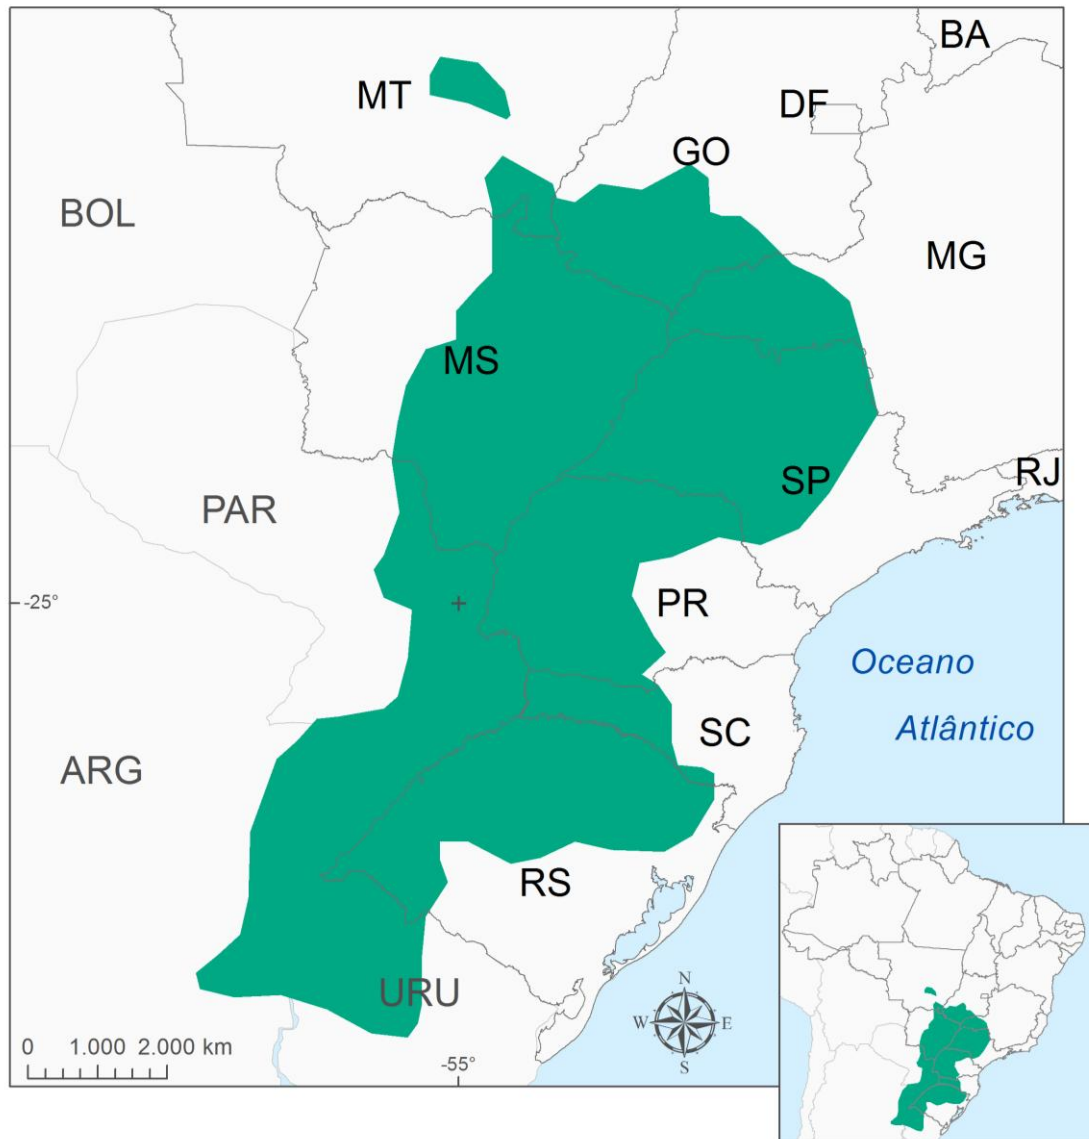 BA
MT
DF
GO
BOL
MG
MS
RJ
SP
PAR
-25°
PR
Oceano
Atlântico
SC
ARG
RS
URU
N
W E
S
0 1.000 2.000 km
-55°